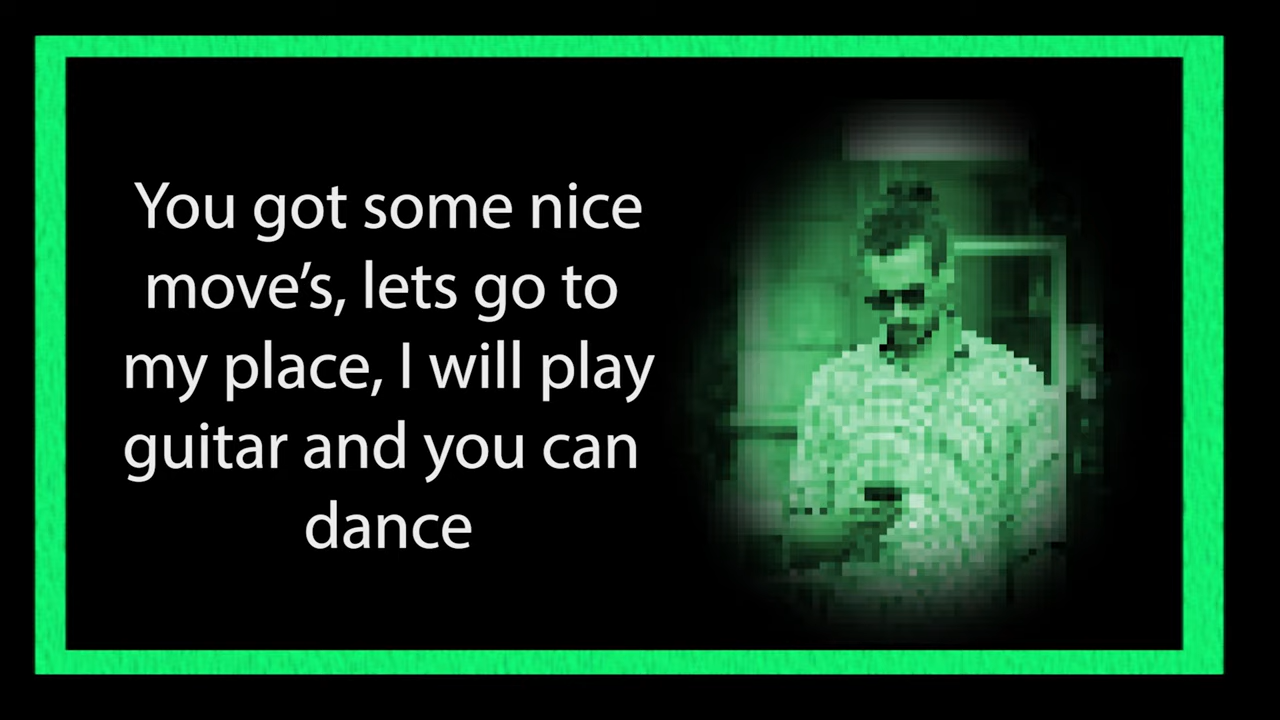 You got some nice
move’s, lets go to
my place, I will play
guitar and you can
dance